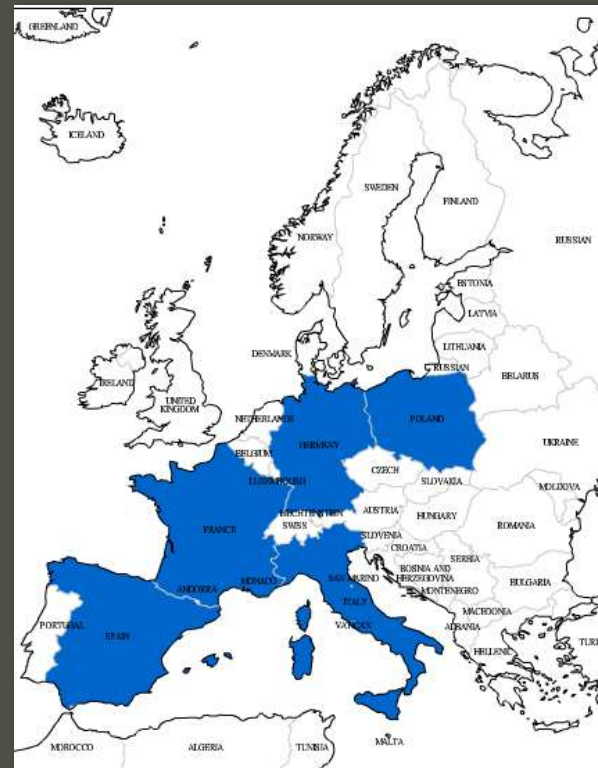 GREENLAND
ICELAND
SWEDEN
FINLAND
NORWAY
RUSSIAN
ESTONIA
LATVIA
DENMARK
LITHUANIA
RUSSIAN
BELARUS
IRELAND
UNITED
KINGDOM
NETHERLANDS
POLAND
BELGIUM
GERMANY
UKRAINE
LUXEMBOURG
CZECH
SLOVAKIA
MOLDOVA
LIECHTENSTEIN
AUSTRIA
HUNGARY
SWISS
FRANCE
ROMANIA
SLOVENIA
CROATIA
SERBIA
BOSNIA AND
HERZEGOVINA
MONACO
SAN MARINO
ANDORRA
MONTENEGRO
BULGARIA
ITALY
MACEDONIA
PORTUGAL
SPAIN
VATICAN
ALBANIA
HELLENIC
TUR
MALTA
MOROCCO
ALGERIA
TUNISIA